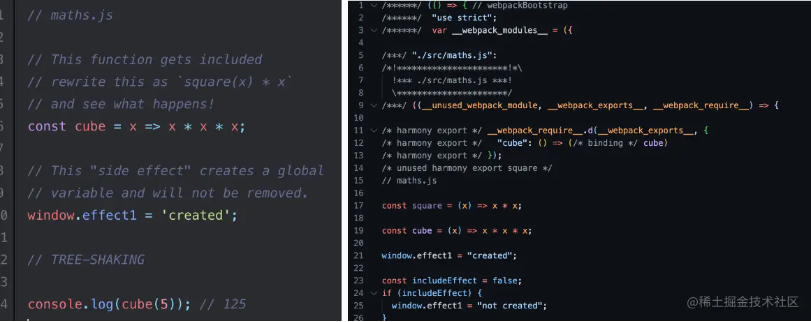 // maths.js
// This function gets included
// rewrite this as `square(x) * x`
// and see what happens!
const cube = x => x * x * x;
// This "side effect" creates a global
// variable and will not be removed.
window.effect1 = 'created';
// TREE-SHAKING
console.log(cube(5)); // 125
1 /******/ (() => { // webpackBootstrap
2 /******/ "use strict";
3 /******/ var __webpack_modules__ = ({
4
5 /***/ "./src/maths.js":
6 /*!***********************!*\
7 !*** ./src/maths.js ***!
8 \***********************/
9 /***/ ((__unused_webpack_module, __webpack_exports__, __webpack_require__) => {
10
11 /* harmony export */ __webpack_require__.d(__webpack_exports__, {
12 /* harmony export */ "cube": () => (/* binding */ cube)
13 /* harmony export */ });
14 /* unused harmony export square */
15 // maths.js
16
17 const square = (x) => x * x;
18
19 const cube = (x) => x * x * x;
20
21 window.effect1 = "created";
22
23 const includeEffect = false;
24 if (includeEffect) {
25 window.effect1 = "not created";
26 }
@稀土掘金技术社区